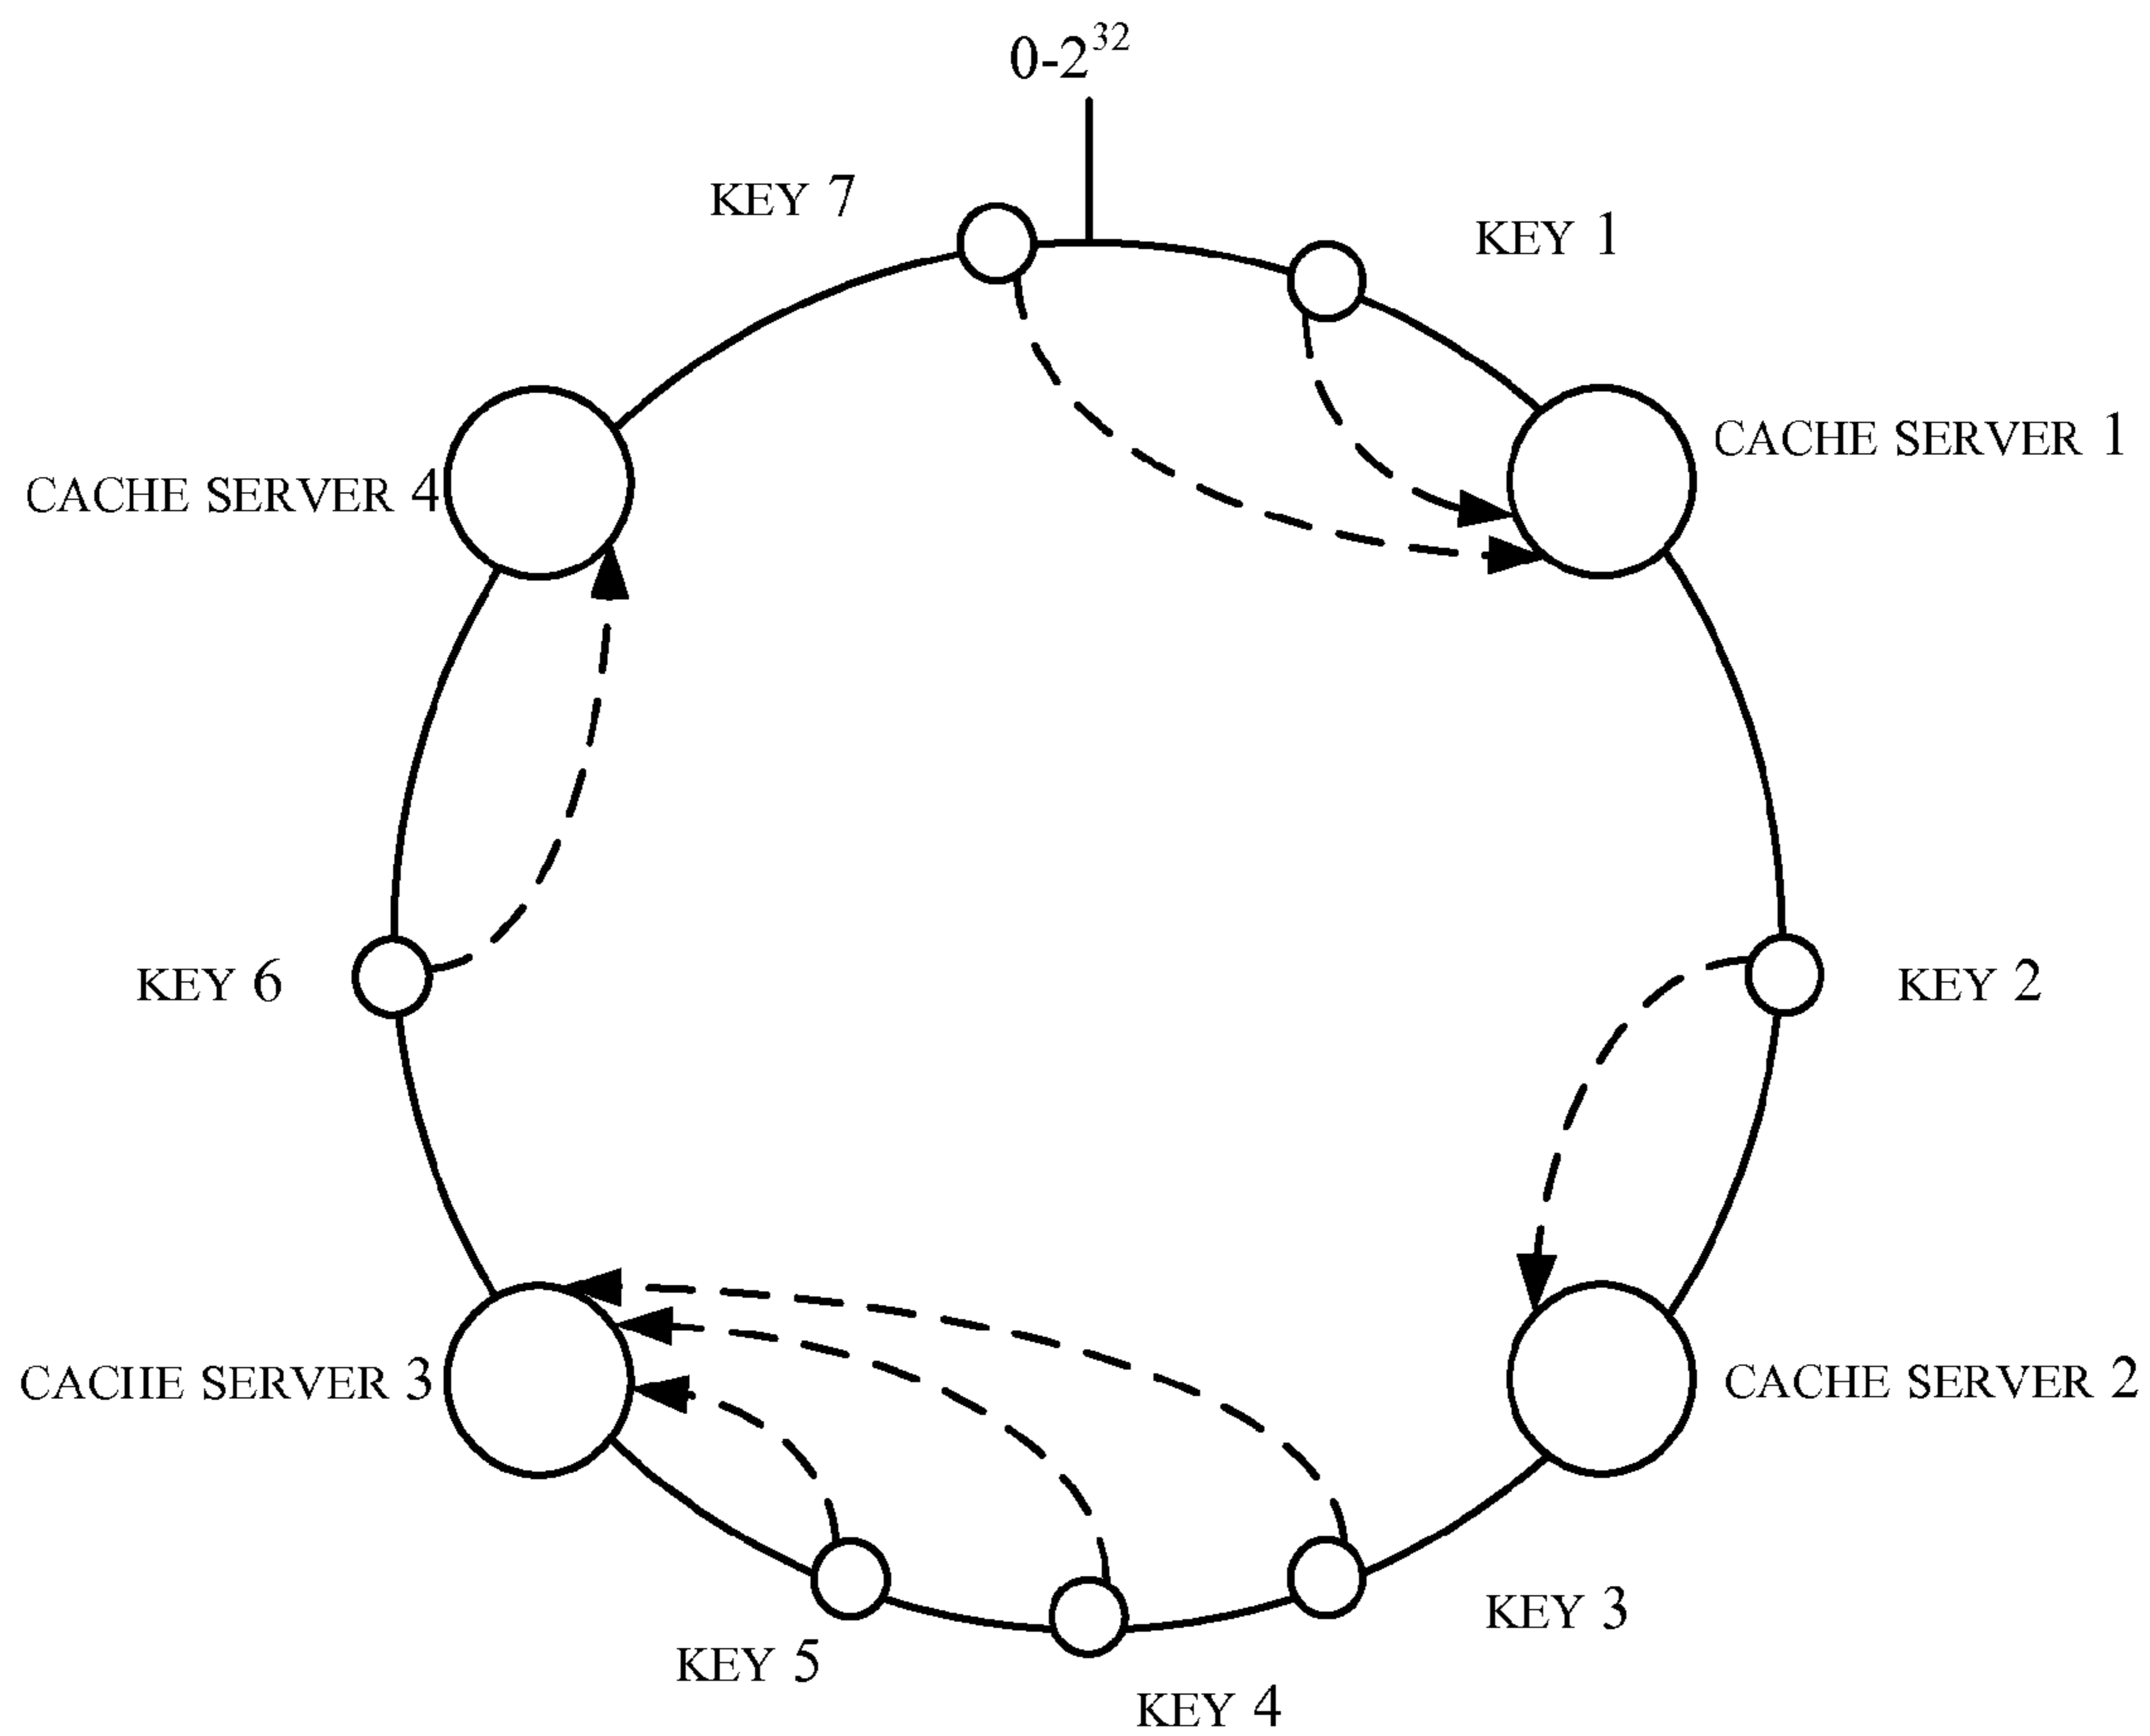 0-2³²
KEY 7
KEY 1
CACHE SERVER 1
CACHE SERVER 4
KEY 6
KEY 2
CACHE SERVER 3
CACHE SERVER 2
KEY 3
KEY 5
KEY 4